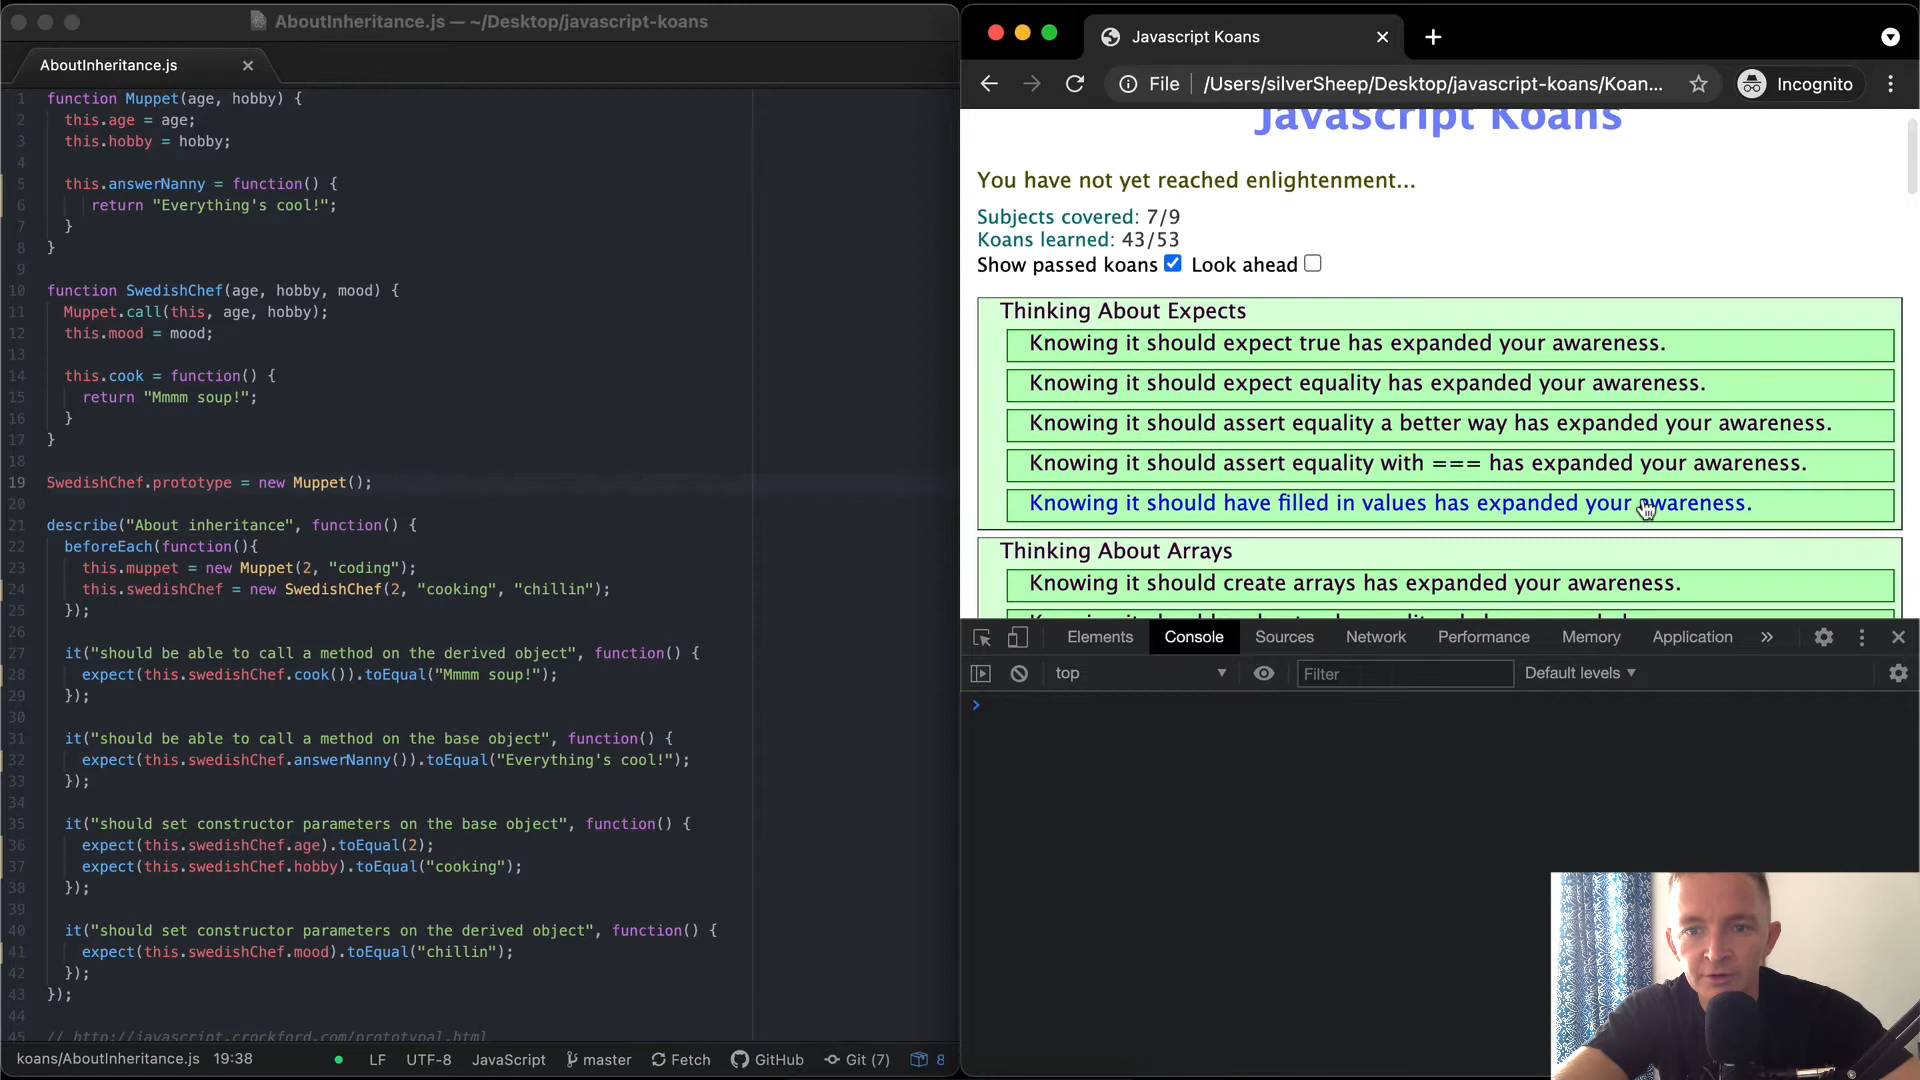 AboutInheritance.js — ~/Desktop/javascript-koans
AboutInheritance.js
1 function Muppet(age, hobby) {
2 this.age = age;
3 this.hobby = hobby;
4
5 this.answerNanny = function() {
6 return "Everything's cool!";
7 }
8 }
9
10 function SwedishChef(age, hobby, mood) {
11 Muppet.call(this, age, hobby);
12 this.mood = mood;
13
14 this.cook = function() {
15 return "Mmmm soup!";
16 }
17 }
18
19 SwedishChef.prototype = new Muppet();
20
21 describe("About inheritance", function() {
22 beforeEach(function(){
23 this.muppet = new Muppet(2, "coding");
24 this.swedishChef = new SwedishChef(2, "cooking", "chillin");
25 });
26
27 it("should be able to call a method on the derived object", function() {
28 expect(this.swedishChef.cook()).toEqual("Mmmm soup!");
29 });
30
31 it("should be able to call a method on the base object", function() {
32 expect(this.swedishChef.answerNanny()).toEqual("Everything's cool!");
33 });
34
35 it("should set constructor parameters on the base object", function() {
36 expect(this.swedishChef.age).toEqual(2);
37 expect(this.swedishChef.hobby).toEqual("cooking");
38 });
39
40 it("should set constructor parameters on the derived object", function() {
41 expect(this.swedishChef.mood).toEqual("chillin");
42 });
43 });
44
45 // http://javascript.crockford.com/prototypal.html
koans/AboutInheritance.js 19:38 LF UTF-8 JavaScript master Fetch GitHub Git (7) 8
Javascript Koans
File /Users/silverSheep/Desktop/javascript-koans/Koan... Incognito
Javascript Koans
You have not yet reached enlightenment...
Subjects covered: 7/9
Koans learned: 43/53
Show passed koans Look ahead
Thinking About Expects
Knowing it should expect true has expanded your awareness.
Knowing it should expect equality has expanded your awareness.
Knowing it should assert equality a better way has expanded your awareness.
Knowing it should assert equality with === has expanded your awareness.
Knowing it should have filled in values has expanded your awareness.
Thinking About Arrays
Knowing it should create arrays has expanded your awareness.
Elements Console Sources Network Performance Memory Application »
top Filter Default levels